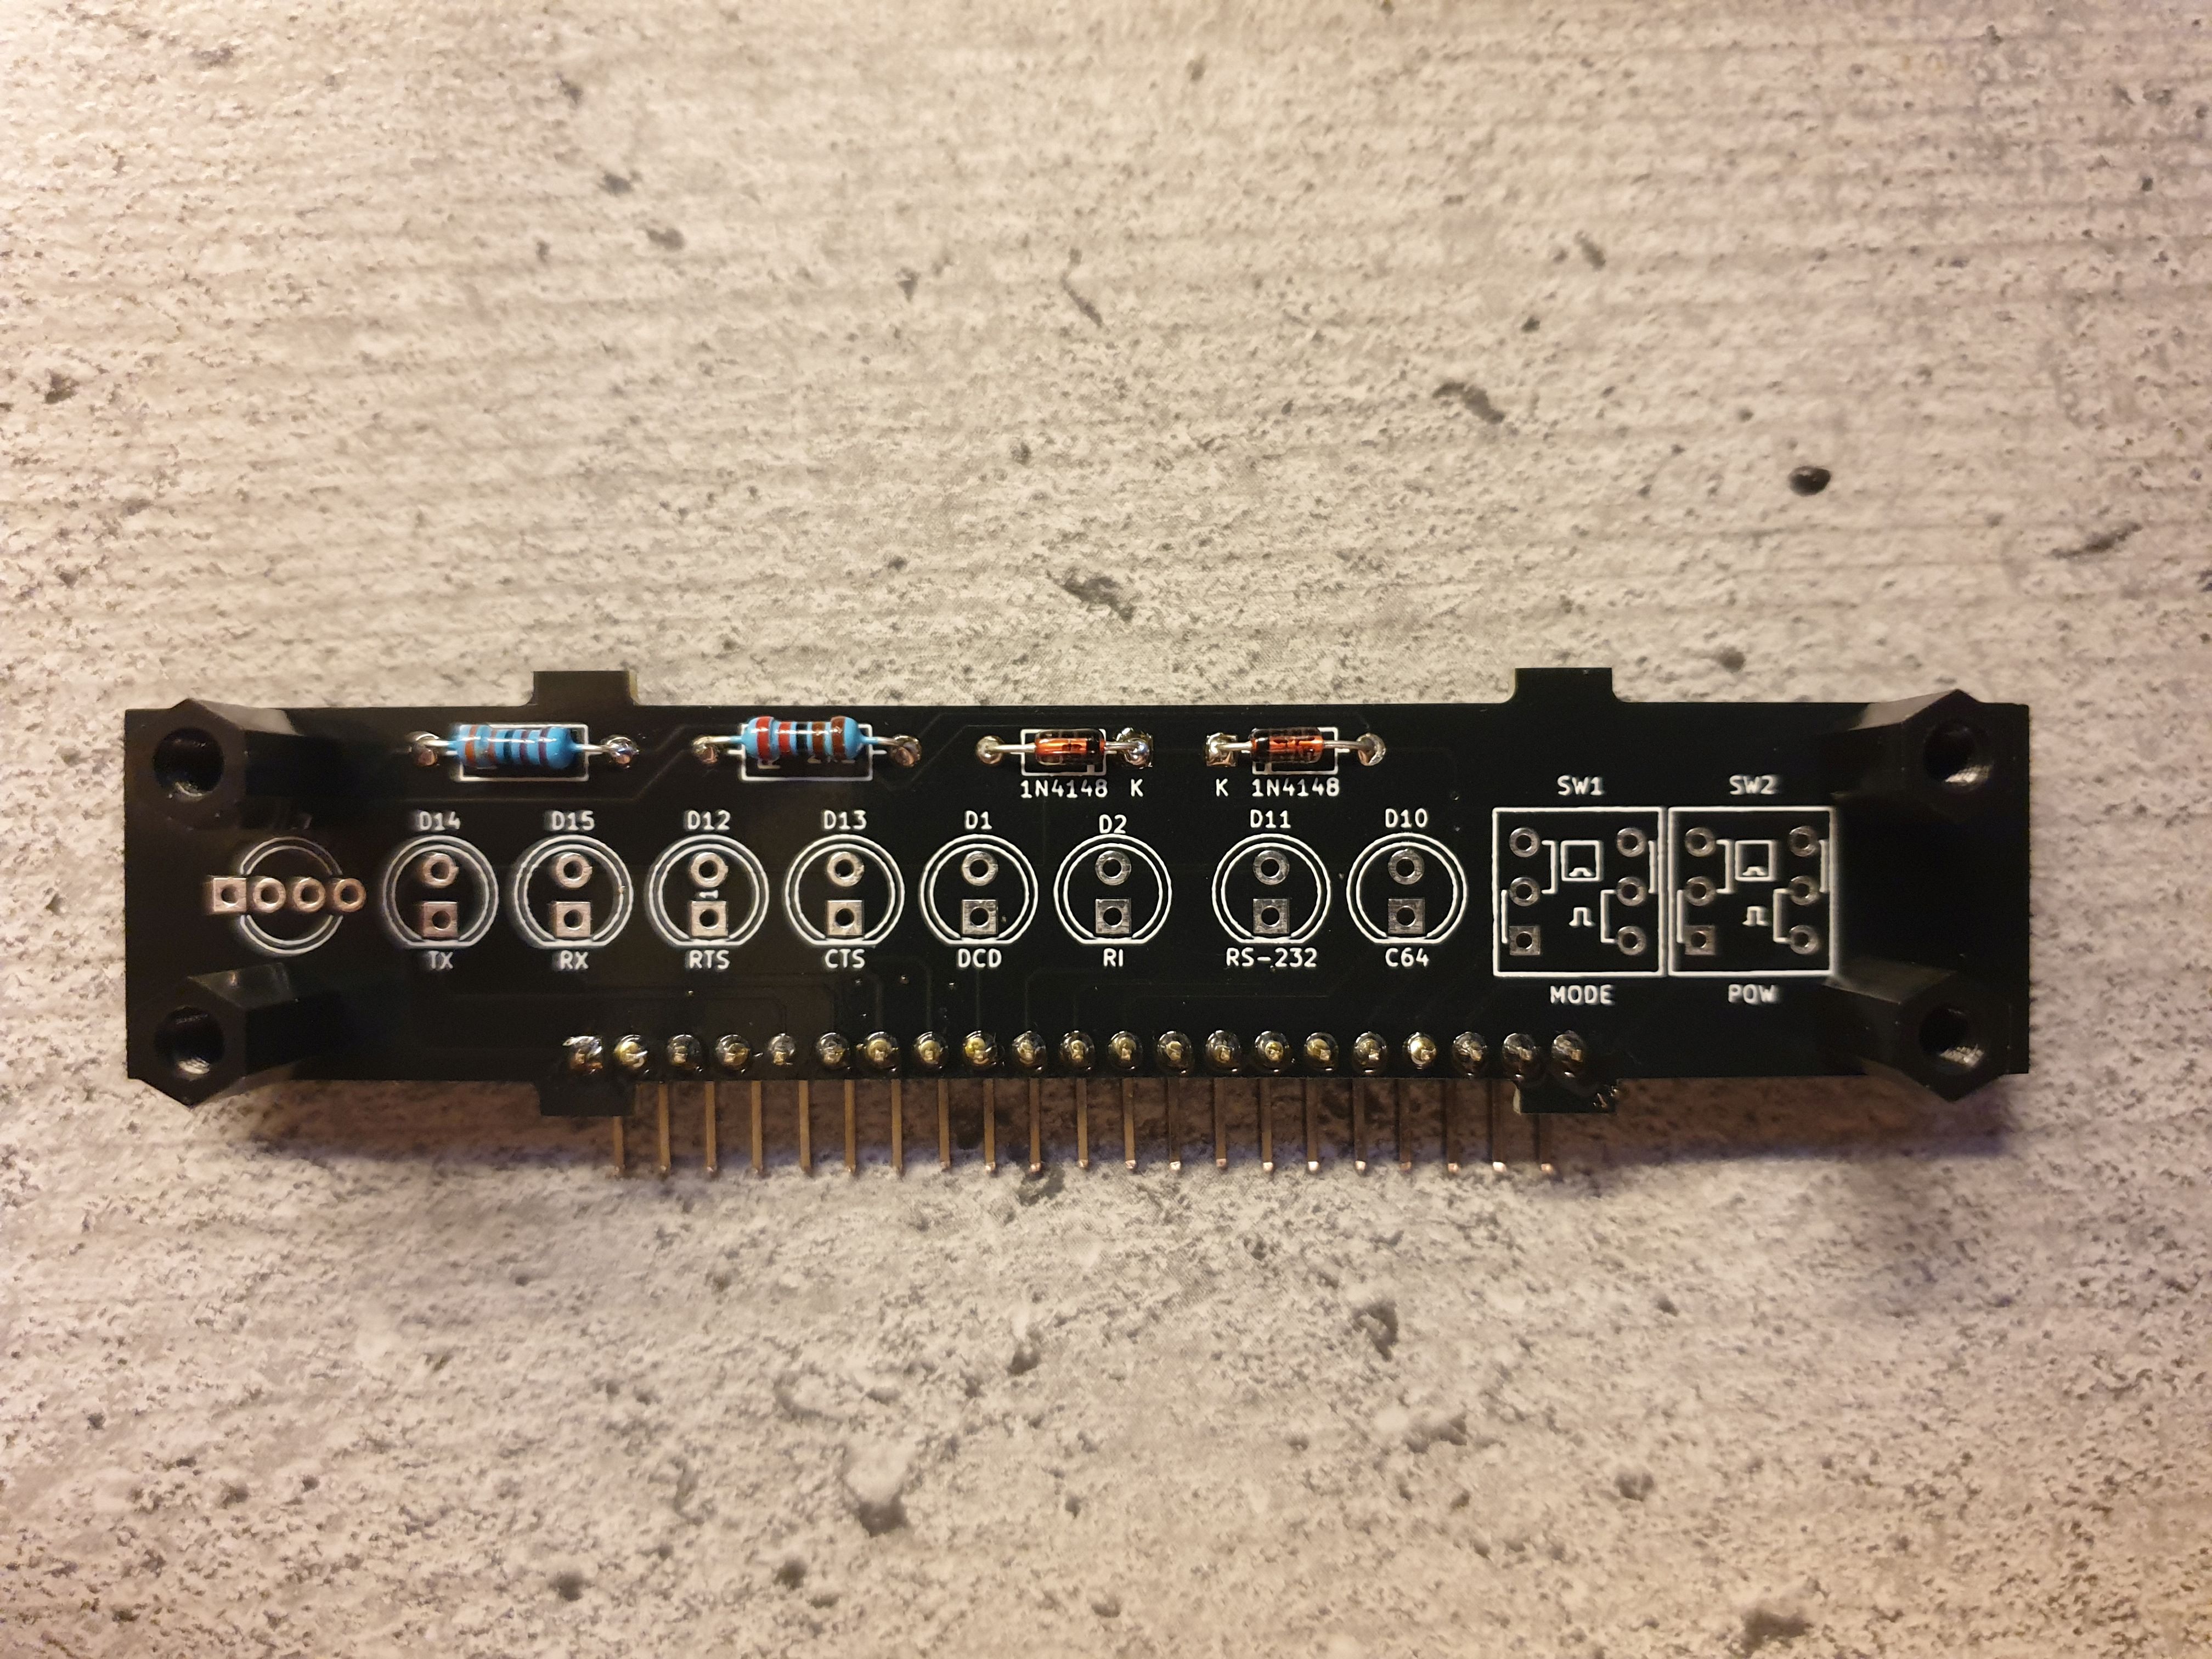 1N4148 K
K 1N4148
SW1
SW2
D14
D15
D12
D13
D1
D2
D11
D10
TX
RX
RTS
CTS
DCD
RI
RS-232
C64
MODE
POW